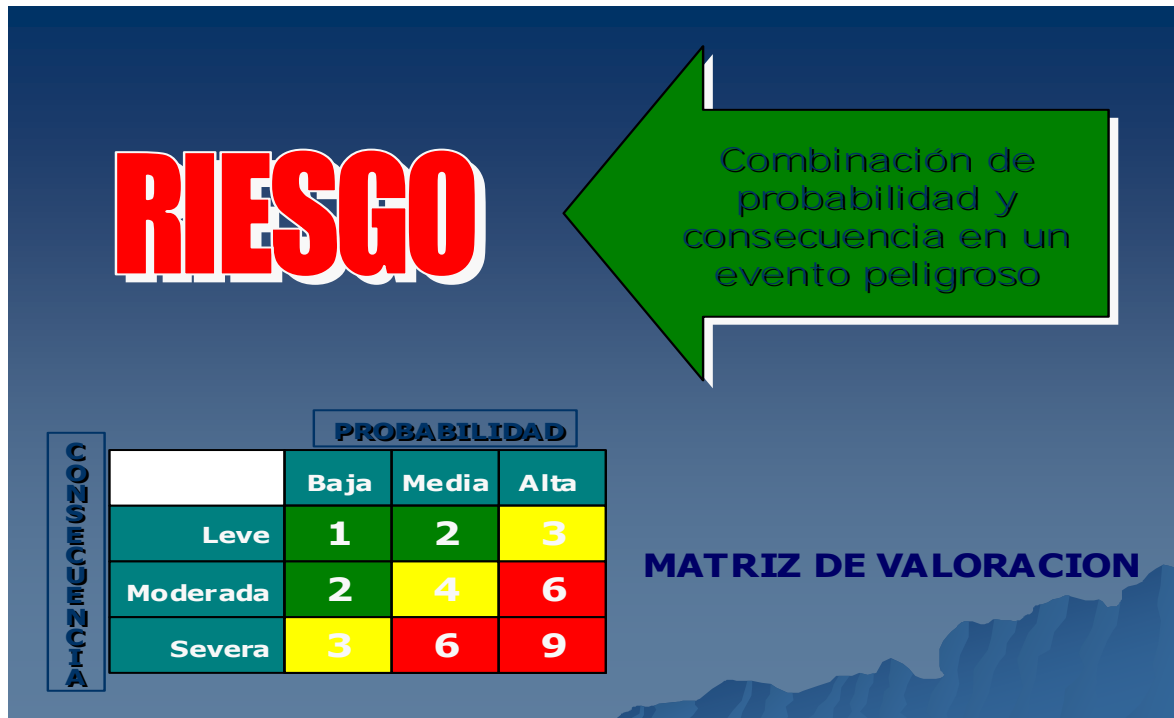 RIESGO
Combinación de
probabilidad y
consecuencia en un
evento peligroso
PROBABILIDAD
CONSECUENCIA
Baja Media Alta
Leve 1 2 3
Moderada 2 4 6
Severa 3 6 9
MATRIZ DE VALORACION